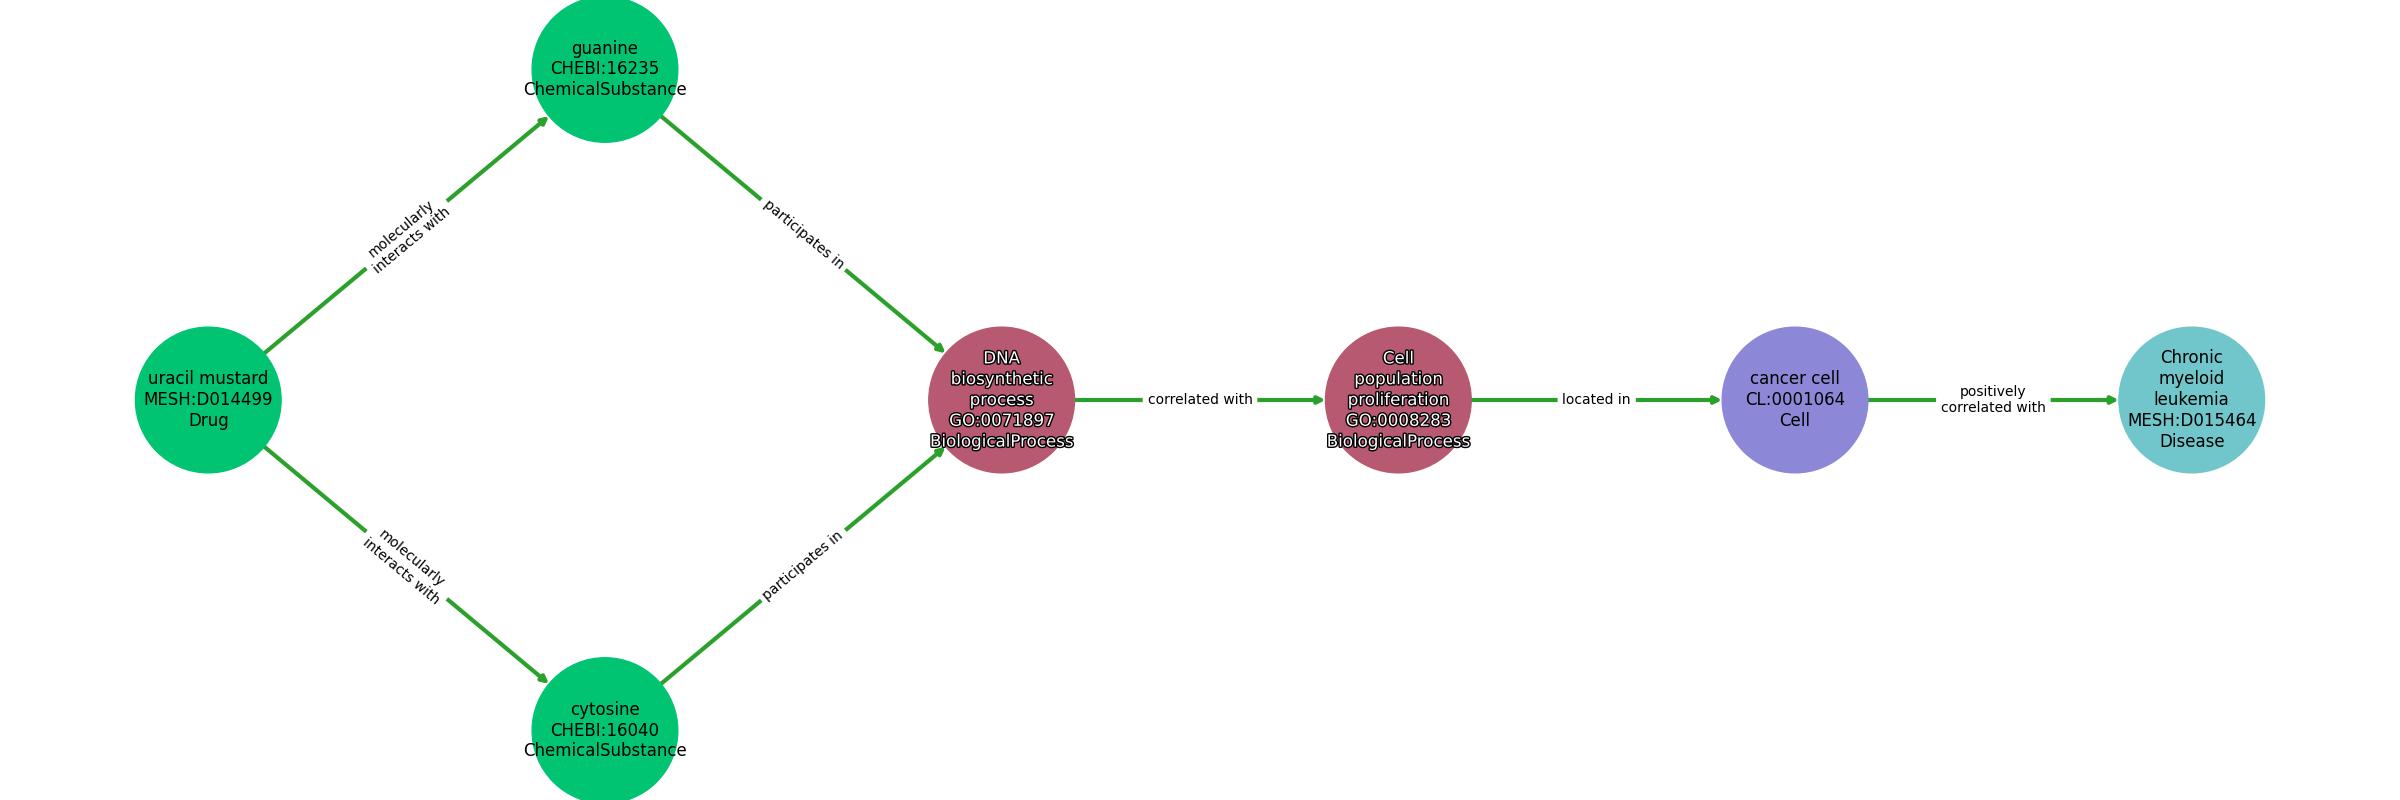 guanine
CHEBI:16235
ChemicalSubstance
molecularly
interacts with
participates in
uracil mustard
MESH:D014499
Drug
DNA
biosynthetic
process
GO:0071897
BiologicalProcess
correlated with
Cell
population
proliferation
GO:0008283
BiologicalProcess
located in
cancer cell
CL:0001064
Cell
positively
correlated with
Chronic
myeloid
leukemia
MESH:D015464
Disease
molecularly
interacts with
participates in
cytosine
CHEBI:16040
ChemicalSubstance